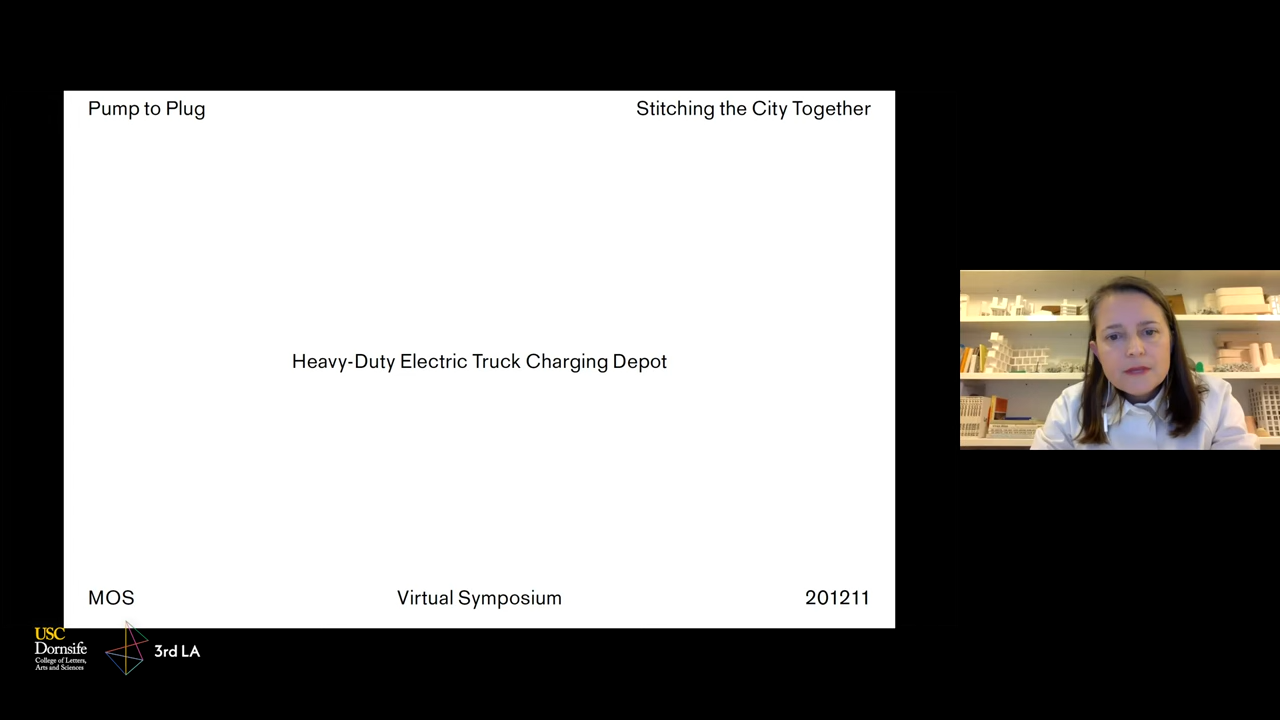 Pump to Plug
Stitching the City Together
Heavy-Duty Electric Truck Charging Depot
MOS
Virtual Symposium
201211
USC
Dornsife
College of Letters,
Arts and Sciences
3rd LA